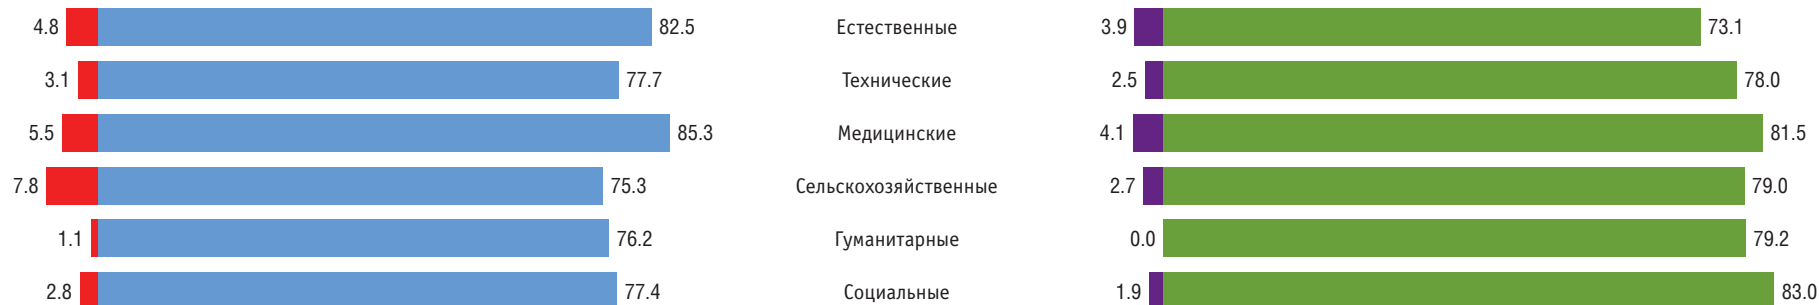 4.8 82.5 Естественные 3.9 73.1
3.1 77.7 Технические 2.5 78.0
5.5 85.3 Медицинские 4.1 81.5
7.8 75.3 Сельскохозяйственные 2.7 79.0
1.1 76.2 Гуманитарные 0.0 79.2
2.8 77.4 Социальные 1.9 83.0